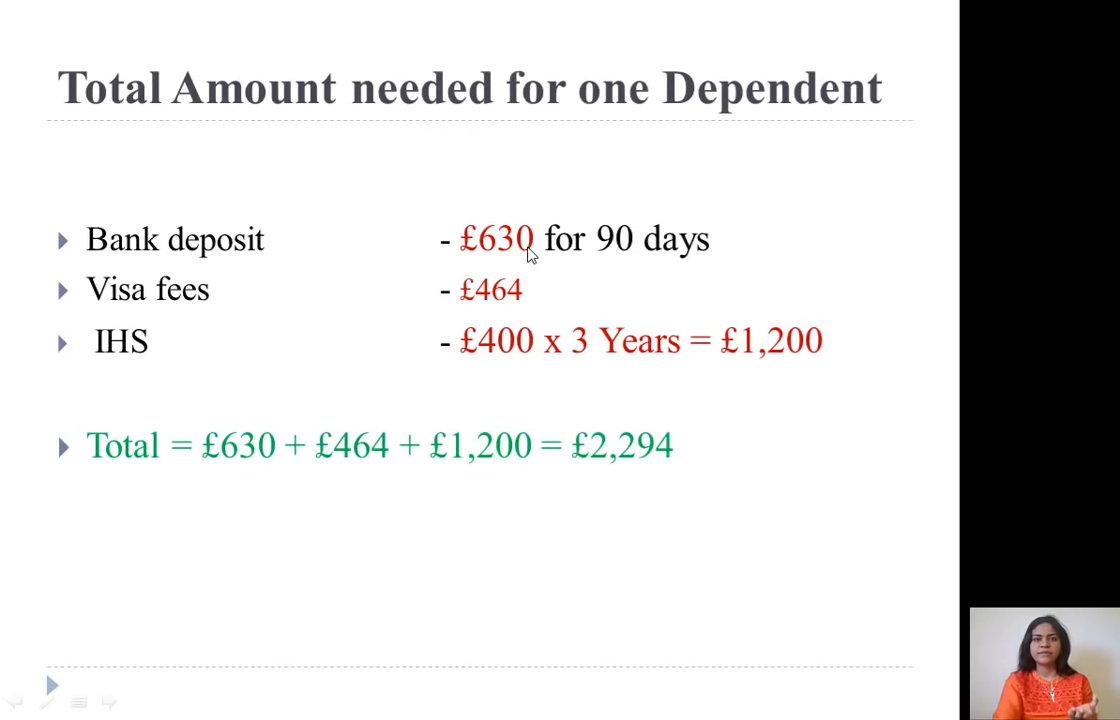 Total Amount needed for one Dependent
Bank deposit - £630 for 90 days
Visa fees - £464
IHS - £400 x 3 Years = £1,200
Total = £630 + £464 + £1,200 = £2,294